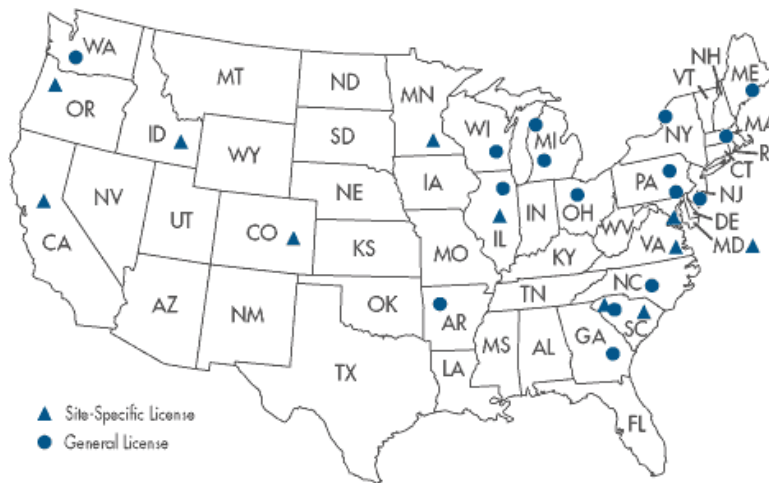 WA
OR
ID
MT
ND
SD
WY
NE
MN
IA
WI
MI
NH
VT
ME
NY
MA
R
CT
PA
NJ
DE
MD
OH
IN
IL
WV
VA
KY
NC
TN
SC
GA
AL
MS
LA
AR
MO
KS
OK
TX
NM
CO
UT
AZ
NV
CA
FL
Site-Specific License
General License